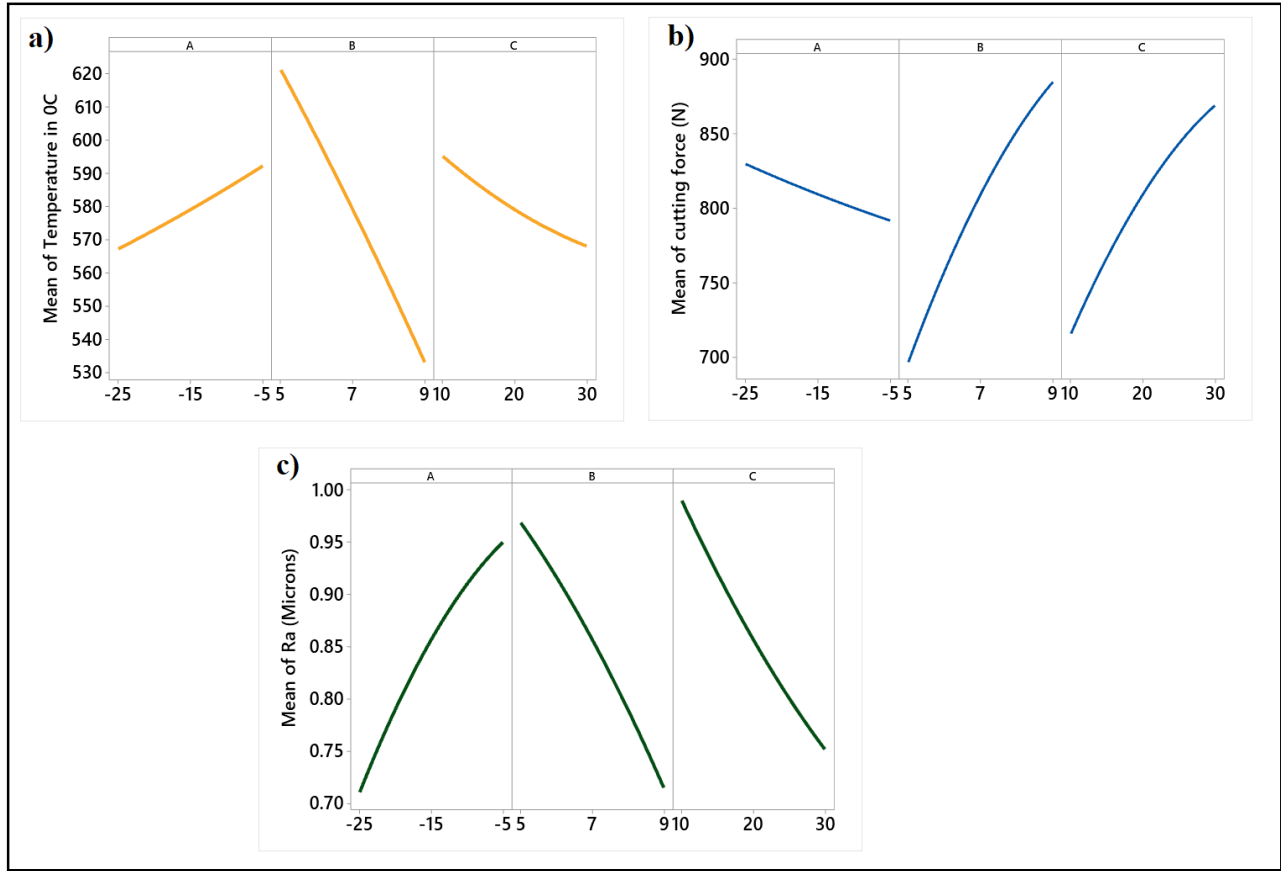 a)
A B C
Mean of Temperature in 0C
620
610
600
590
580
570
560
550
540
530
-25 -15 -5 5 7 9 10 20 30
b)
A B C
Mean of cutting force (N)
900
850
800
750
700
-25 -15 -5 5 7 9 10 20 30
c)
A B C
Mean of Ra (Microns)
1.00
0.95
0.90
0.85
0.80
0.75
0.70
-25 -15 -5 5 7 9 10 20 30